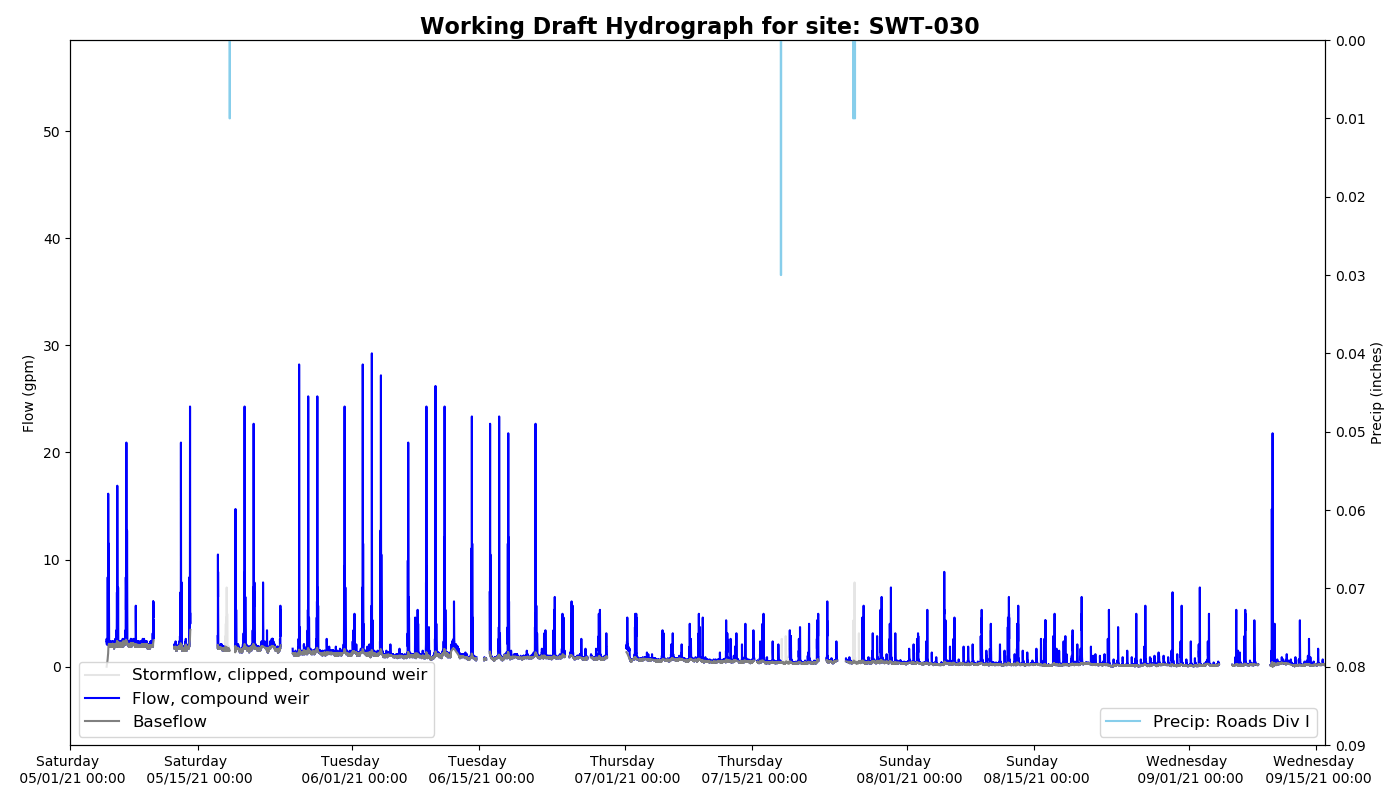 Working Draft Hydrograph for site: SWT-030
Flow (gpm)
50
40
30
20
10
0
0.00
0.01
0.02
0.03
0.04
0.05
0.06
0.07
0.08
0.09
Precip (inches)
Stormflow, clipped, compound weir
Flow, compound weir
Baseflow
Precip: Roads Div I
Saturday
05/01/21 00:00
Saturday
05/15/21 00:00
Tuesday
06/01/21 00:00
Tuesday
06/15/21 00:00
Thursday
07/01/21 00:00
Thursday
07/15/21 00:00
Sunday
08/01/21 00:00
Sunday
08/15/21 00:00
Wednesday
09/01/21 00:00
Wednesday
09/15/21 00:00